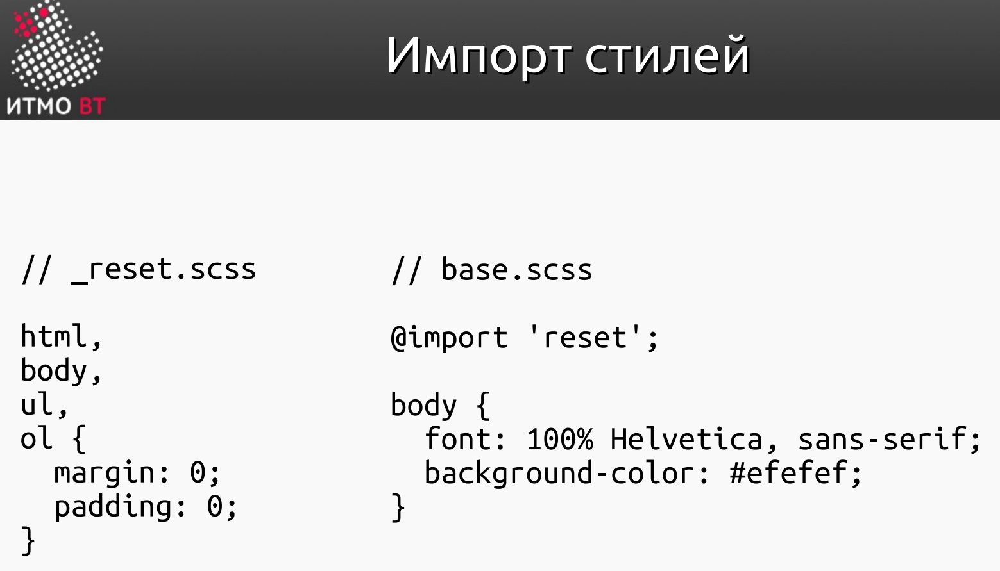 Импорт стилей
ИТМО ВТ
// _reset.scss
html,
body,
ul,
ol {
  margin: 0;
  padding: 0;
}
// base.scss
@import 'reset';
body {
  font: 100% Helvetica, sans-serif;
  background-color: #efefef;
}